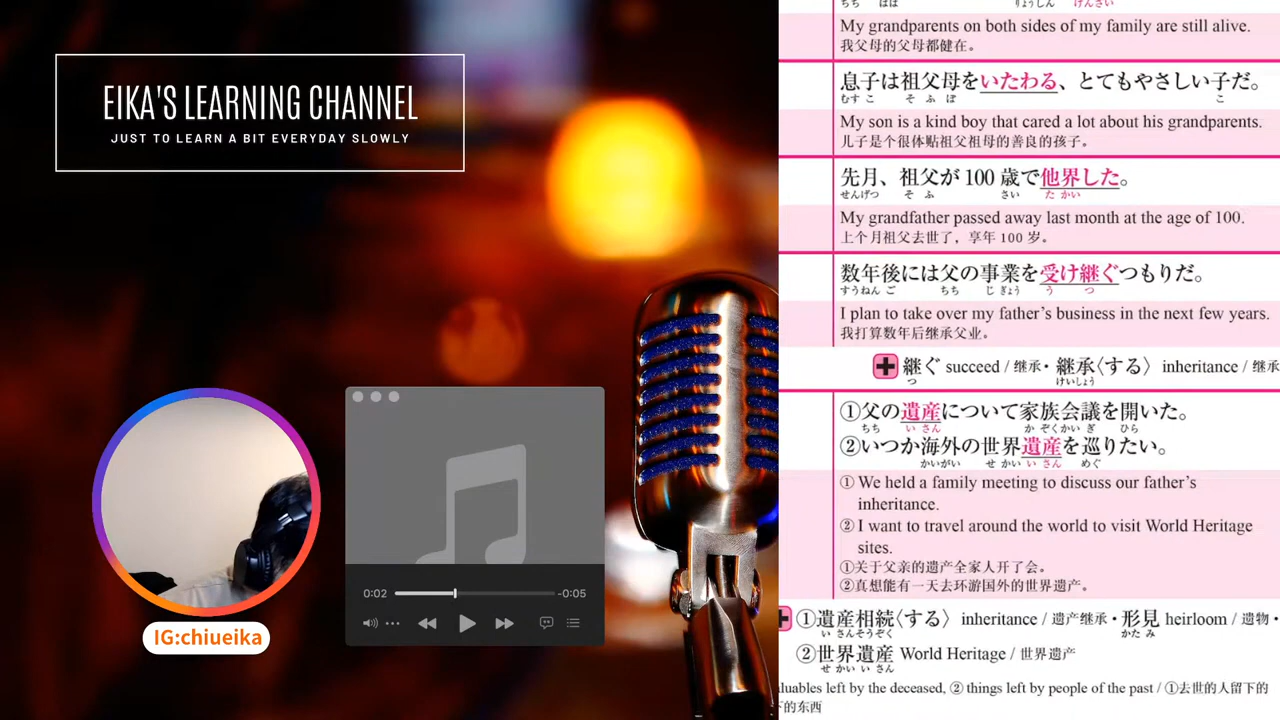 EIKA'S LEARNING CHANNEL
JUST TO LEARN A BIT EVERYDAY SLOWLY
IG:chiueika
0:02
-0:05
ちち はは りょうしん けんざい
My grandparents on both sides of my family are still alive.
我父母的父母都健在。
息子は祖父母をいたわる、とてもやさしい子だ。
むすこ そふぼ こ
My son is a kind boy that cared a lot about his grandparents.
儿子是个很体贴祖父祖母的善良的孩子。
先月、祖父が 100 歳で他界した。
せんげつ そふ さい たかい
My grandfather passed away last month at the age of 100.
上个月祖父去世了，享年 100 岁。
数年後には父の事業を受け継ぐつもりだ。
すうねんご ちち じぎょう う つ
I plan to take over my father's business in the next few years.
我打算数年后继承父业。
継ぐ succeed / 继承・継承〈する〉 inheritance / 继承
つ けいしょう
①父の遺産について家族会議を開いた。
ちち いさん かぞくかいぎ ひら
②いつか海外の世界遺産を巡りたい。
かいがい せかいいさん めぐ
① We held a family meeting to discuss our father's
inheritance.
② I want to travel around the world to visit World Heritage
sites.
①关于父亲的遗产全家人开了会。
②真想能有一天去环游国外的世界遗产。
①遺産相続〈する〉 inheritance / 遗产继承・形見 heirloom / 遗物・
いさんそうぞく かたみ
②世界遺産 World Heritage / 世界遗产
せかいいさん
aluables left by the deceased, ② things left by people of the past / ①去世的人留下的
下的东西